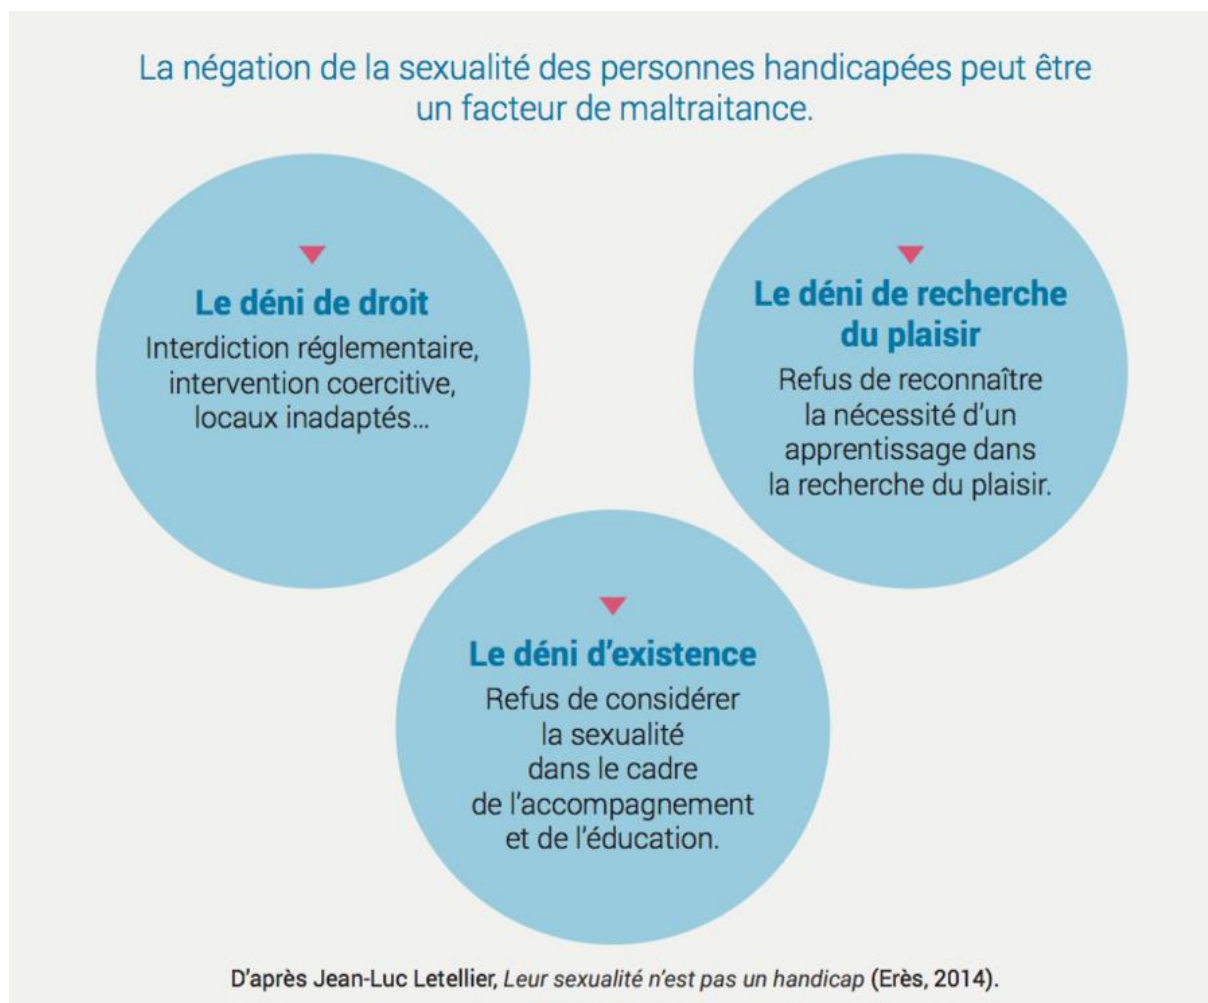 La négation de la sexualité des personnes handicapées peut être
un facteur de maltraitance.
Le déni de droit
Interdiction réglementaire,
intervention coercitive,
locaux inadaptés...
Le déni de recherche
du plaisir
Refus de reconnaître
la nécessité d'un
apprentissage dans
la recherche du plaisir.
Le déni d'existence
Refus de considérer
la sexualité
dans le cadre
de l'accompagnement
et de l'éducation.
D'après Jean-Luc Letellier, Leur sexualité n'est pas un handicap (Erès, 2014).